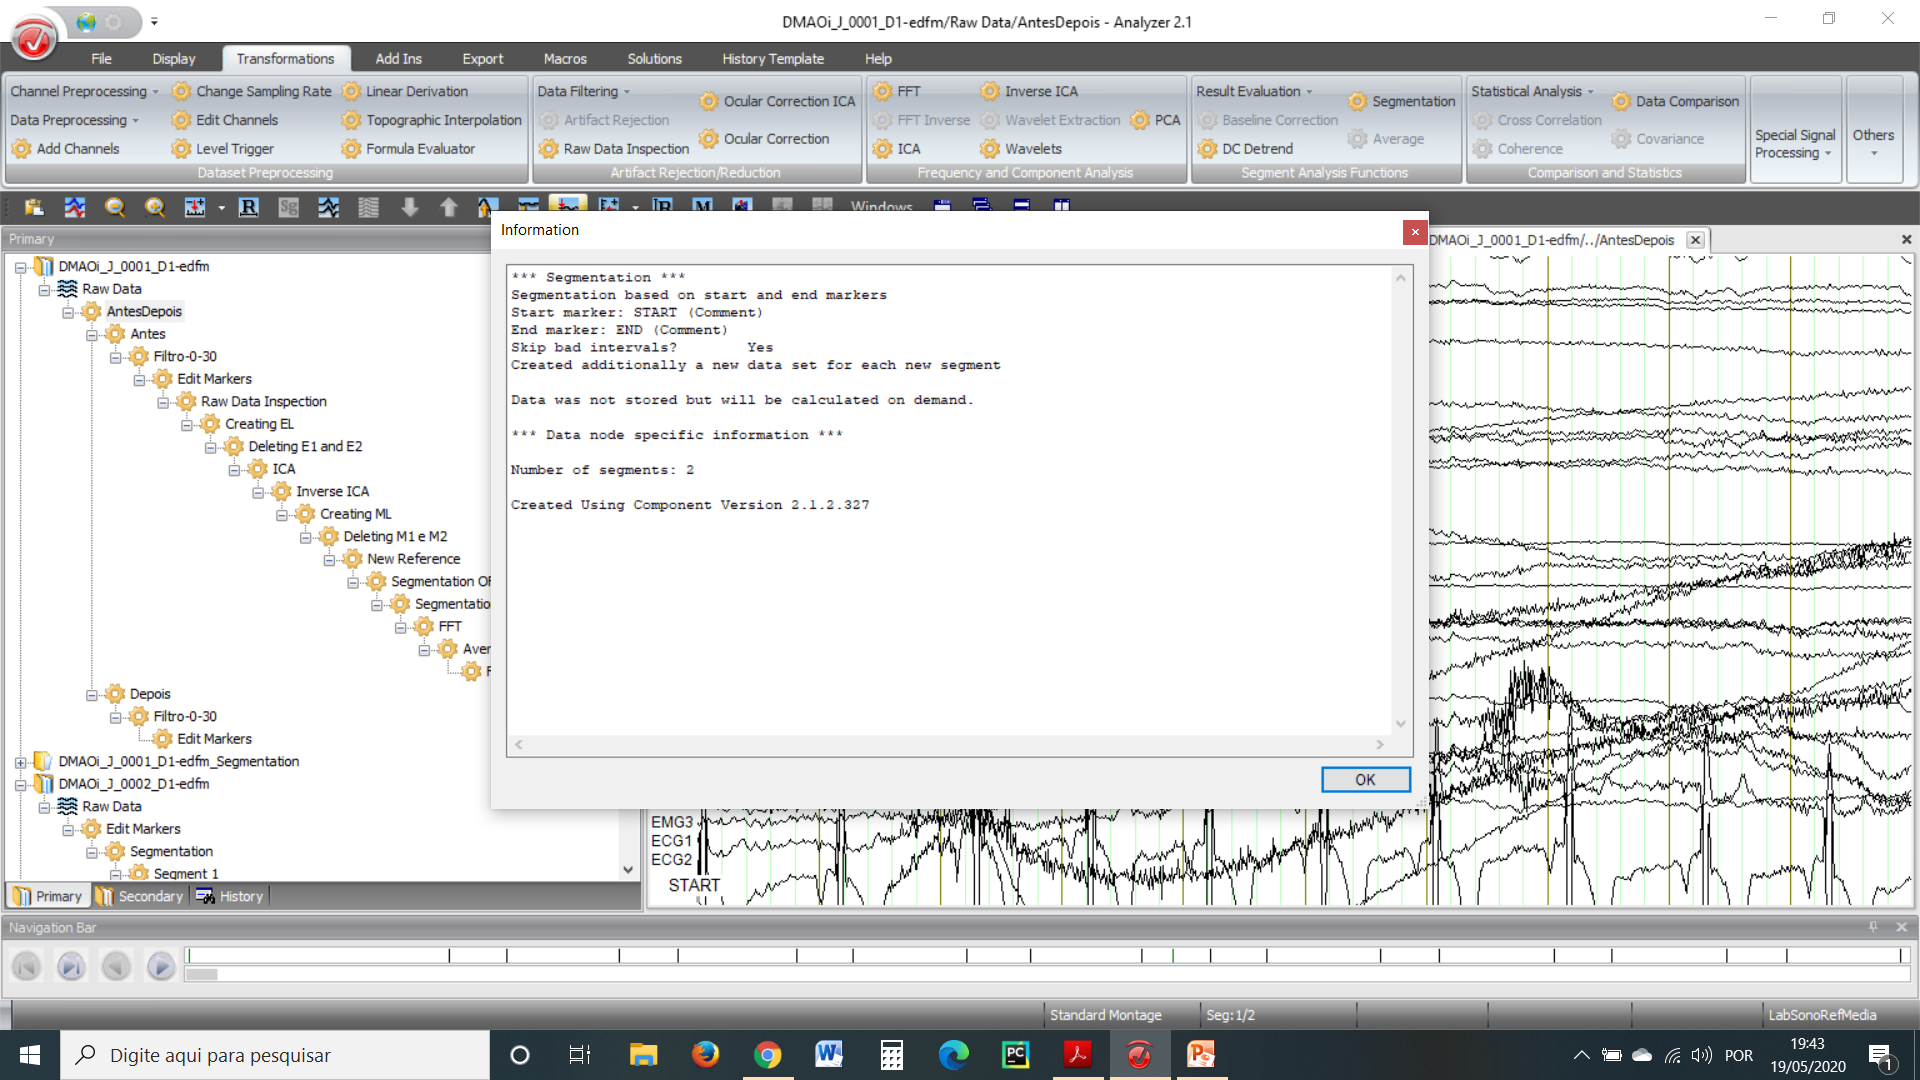 DMAOi_J_0001_D1-edfm/Raw Data/AntesDepois - Analyzer 2.1
File Display Transformations Add Ins Export Macros Solutions History Template Help
Channel Preprocessing Change Sampling Rate Linear Derivation
Data Preprocessing Edit Channels Topographic Interpolation
Add Channels Level Trigger Formula Evaluator
Dataset Preprocessing
Data Filtering Ocular Correction ICA
Artifact Rejection
Raw Data Inspection Ocular Correction
Artifact Rejection/Reduction
FFT Inverse ICA
FFT Inverse Wavelet Extraction PCA
ICA Wavelets
Frequency and Component Analysis
Result Evaluation Segmentation
Baseline Correction Average
DC Detrend
Segment Analysis Functions
Statistical Analysis Data Comparison
Cross Correlation Covariance
Coherence
Comparison and Statistics
Special Signal
Processing
Others
R Sg Windows
Primary
DMAOi_J_0001_D1-edfm
Raw Data
AntesDepois
Antes
Filtro-0-30
Edit Markers
Raw Data Inspection
Creating EL
Deleting E1 and E2
ICA
Inverse ICA
Creating ML
Deleting M1 e M2
New Reference
Segmentation
Segmentatio
FFT
Aver
Depois
Filtro-0-30
Edit Markers
DMAOi_J_0001_D1-edfm_Segmentation
DMAOi_J_0002_D1-edfm
Raw Data
Edit Markers
Segmentation
Segment 1
Primary Secondary History
Information
*** Segmentation ***
Segmentation based on start and end markers
Start marker: START (Comment)
End marker: END (Comment)
Skip bad intervals? Yes
Created additionally a new data set for each new segment
Data was not stored but will be calculated on demand.
*** Data node specific information ***
Number of segments: 2
Created Using Component Version 2.1.2.327
OK
DMAOi_J_0001_D1-edfm/../AntesDepois
EMG3
ECG1
ECG2
START
Navigation Bar
Standard Montage Seg:1/2 LabSonoRefMedia
Digite aqui para pesquisar
POR
19:43
19/05/2020
1